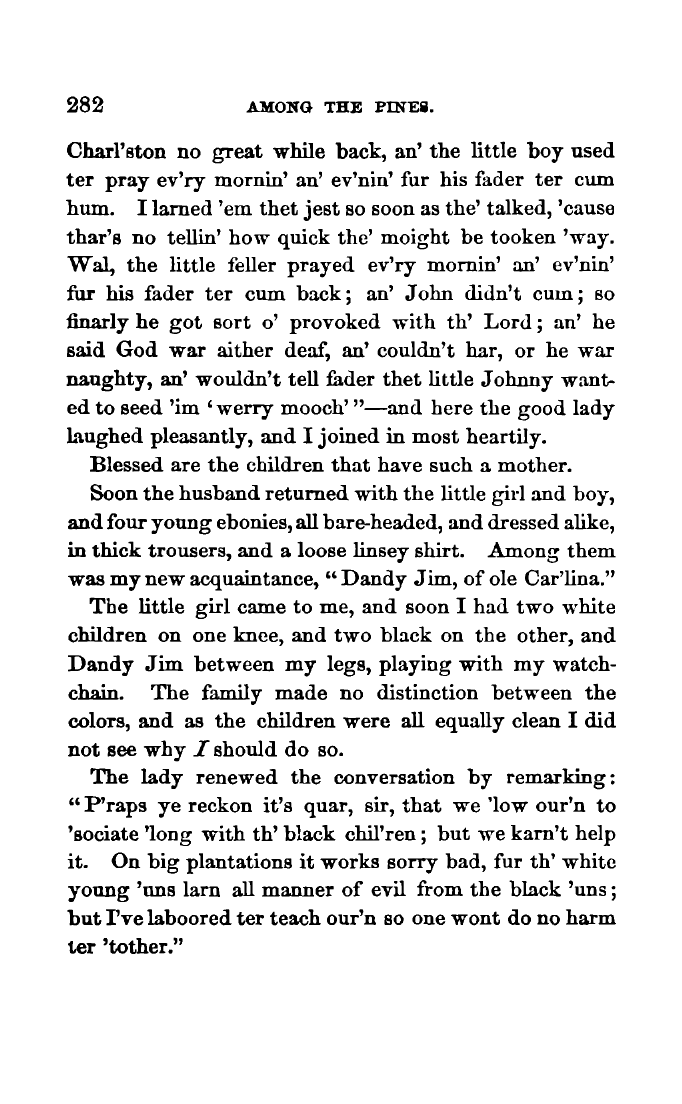 282 AMONG THE PINES.
Charl'ston no great while back, an' the little boy used
ter pray ev'ry mornin' an' ev'nin' fur his fader ter cum
hum. I larned 'em thet jest so soon as the' talked, 'cause
thar's no tellin' how quick the' moight be tooken 'way.
Wal, the little feller prayed ev'ry mornin' an' ev'nin'
fur his fader ter cum back; an' John didn't cum; so
finarly he got sort o' provoked with th' Lord; an' he
said God war aither deaf, an' couldn't har, or he war
naughty, an' wouldn't tell fader thet little Johnny want-
ed to seed 'im 'werry mooch'"—and here the good lady
laughed pleasantly, and I joined in most heartily.
Blessed are the children that have such a mother.
Soon the husband returned with the little girl and boy,
and four young ebonies, all bare-headed, and dressed alike,
in thick trousers, and a loose linsey shirt. Among them
was my new acquaintance, "Dandy Jim, of ole Car'lina."
The little girl came to me, and soon I had two white
children on one knee, and two black on the other, and
Dandy Jim between my legs, playing with my watch-
chain. The family made no distinction between the
colors, and as the children were all equally clean I did
not see why I should do so.
The lady renewed the conversation by remarking:
"P'raps ye reckon it's quar, sir, that we 'low our'n to
'sociate 'long with th' black chil'ren; but we karn't help
it. On big plantations it works sorry bad, fur th' white
young 'uns larn all manner of evil from the black 'uns;
but I've laboored ter teach our'n so one wont do no harm
ter 'tother."